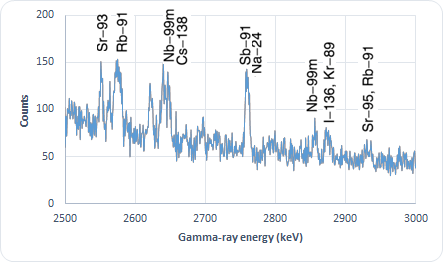 200
150
100
50
0
Counts
Sr-93
Rb-91
Nb-99m
Cs-138
Sb-91
Na-24
Nb-99m
I-136, Kr-89
Sr-95, Rb-91
2500
2600
2700
2800
2900
3000
Gamma-ray energy (keV)